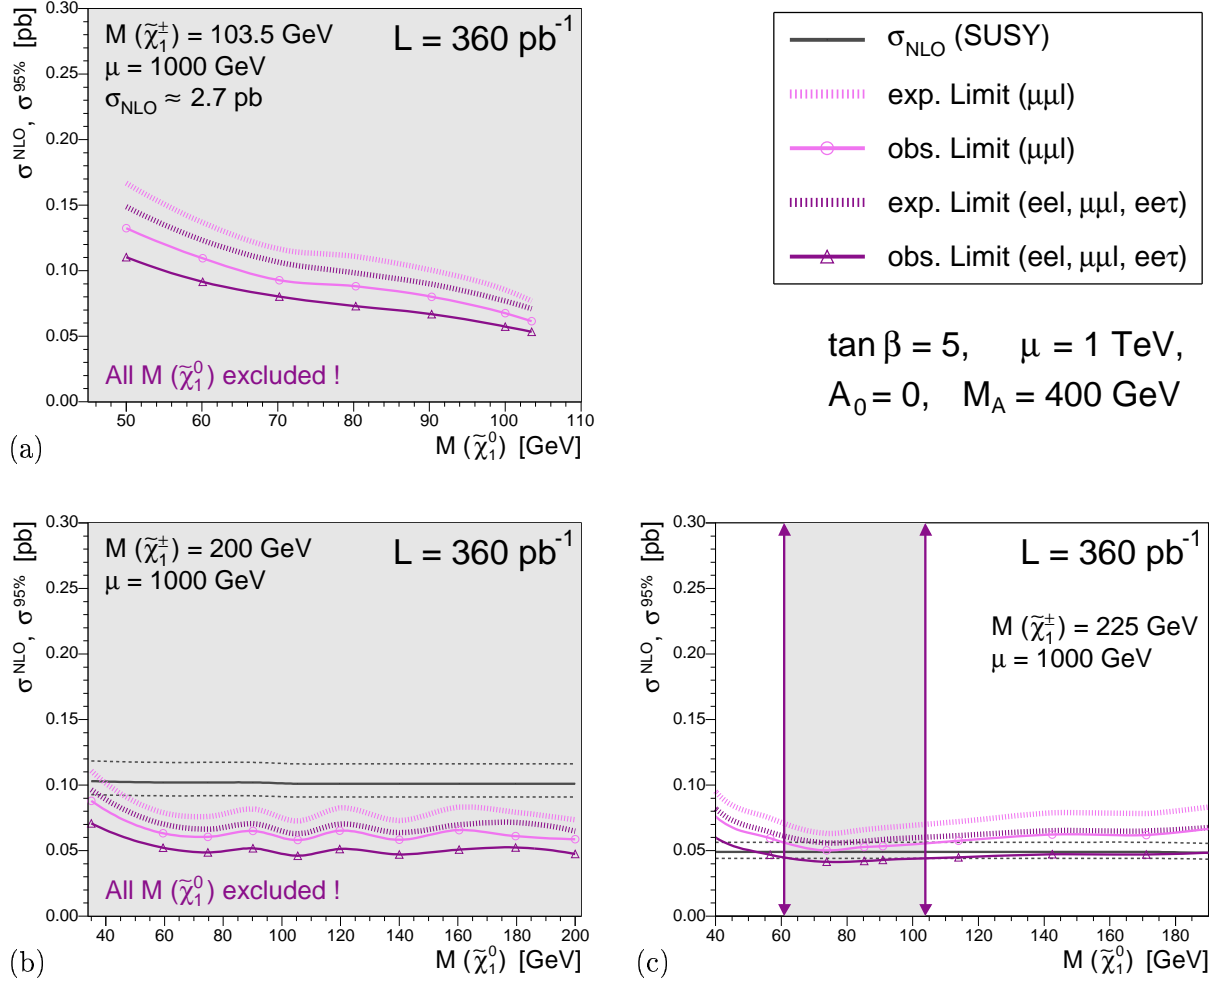 σ^NLO, σ^95% [pb]
0.30
0.25
0.20
0.15
0.10
0.05
0.00
M (χ̃₁^±) = 103.5 GeV
μ = 1000 GeV
σ_NLO ≈ 2.7 pb
L = 360 pb^-1
All M (χ̃₁⁰) excluded !
50 60 70 80 90 100 110
M (χ̃₁⁰) [GeV]
(a)
σ_NLO (SUSY)
exp. Limit (μμl)
obs. Limit (μμl)
exp. Limit (eel, μμl, eeτ)
obs. Limit (eel, μμl, eeτ)
tan β = 5, μ = 1 TeV,
A₀ = 0, M_A = 400 GeV
σ^NLO, σ^95% [pb]
0.30
0.25
0.20
0.15
0.10
0.05
0.00
M (χ̃₁^±) = 200 GeV
μ = 1000 GeV
L = 360 pb^-1
All M (χ̃₁⁰) excluded !
40 60 80 100 120 140 160 180 200
M (χ̃₁⁰) [GeV]
(b)
σ^NLO, σ^95% [pb]
0.30
0.25
0.20
0.15
0.10
0.05
0.00
L = 360 pb^-1
M (χ̃₁^±) = 225 GeV
μ = 1000 GeV
40 60 80 100 120 140 160 180
M (χ̃₁⁰) [GeV]
(c)